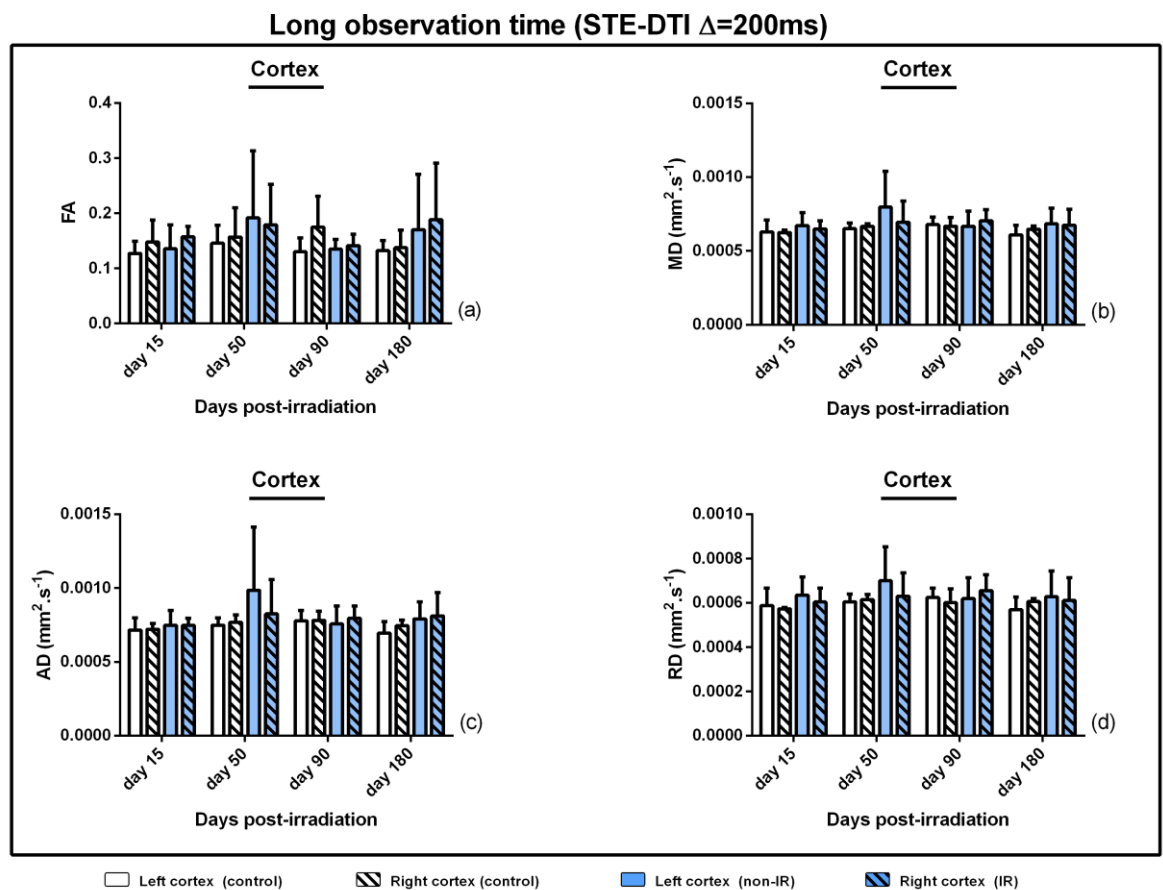 Long observation time (STE-DTI Δ=200ms)
Cortex
0.4
0.3
0.2
0.1
0.0
FA
day 15
day 50
day 90
day 180
Days post-irradiation
(a)
Cortex
0.0015
0.0010
0.0005
0.0000
MD (mm².s⁻¹)
day 15
day 50
day 90
day 180
Days post-irradiation
(b)
Cortex
0.0015
0.0010
0.0005
0.0000
AD (mm².s⁻¹)
day 15
day 50
day 90
day 180
Days post-irradiation
(c)
Cortex
0.0010
0.0008
0.0006
0.0004
0.0002
0.0000
RD (mm².s⁻¹)
day 15
day 50
day 90
day 180
Days post-irradiation
(d)
Left cortex (control)
Right cortex (control)
Left cortex (non-IR)
Right cortex (IR)